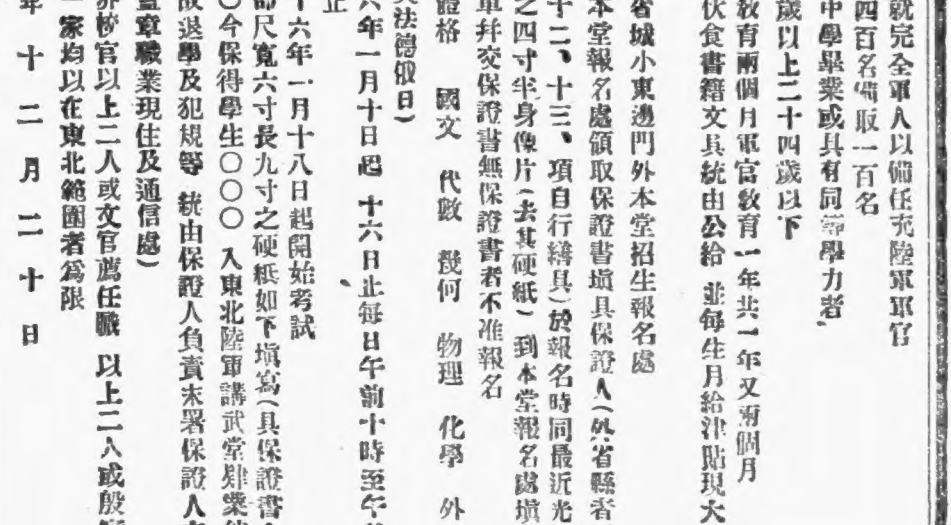 就完全軍人以備任充陸軍軍官
四百名備取一百名
中學畢業或具有同等學力者
歲以上二十四歲以下
教育兩個月軍官教育一年共一年又兩個月
伙食書籍文具統由公給 並每生月給津貼現大
省城小東邊門外本堂招生報名處
本堂報名處領取保證書塡具保證人(外省縣者
十二、十三、項自行繕具)於報名時同最近光
之四寸半身像片(去其硬紙)到本堂報名處塡
單幷交保證書無保證書者不准報名
體格 國文 代數 幾何 物理 化學 外
英法德俄日)
六年一月十日起 十六日止每日午前十時至午
止
十六年一月十八日起開始考試
部尺寬六寸長九寸之硬紙如下塡寫(具保證書
○今保得學生○○○ 入東北陸軍講武堂肄業
故退學及犯規等 統由保證人負責末署保證人
蓋章職業現住及通信處)
校官以上二人或文官薦任職 以上二人或殷
家均以在東北範圍者爲限
年十二月二十日